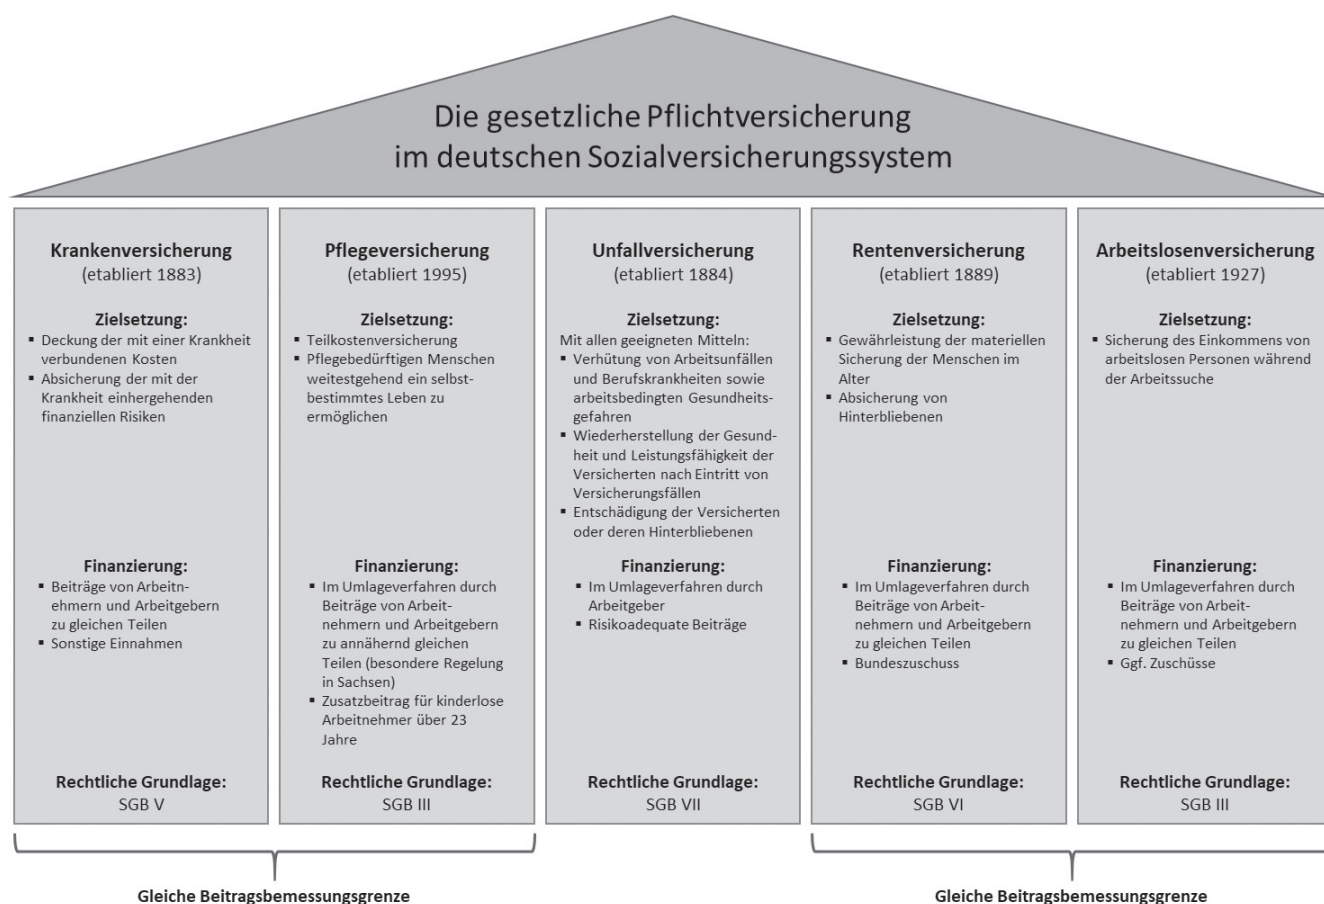 Die gesetzliche Pflichtversicherung
im deutschen Sozialversicherungssystem
Krankenversicherung
(etabliert 1883)
Zielsetzung:
▪ Deckung der mit einer Krankheit
verbundenen Kosten
▪ Absicherung der mit der
Krankheit einhergehenden
finanziellen Risiken
Finanzierung:
▪ Beiträge von Arbeitn-
ehmern und Arbeitgebern
zu gleichen Teilen
▪ Sonstige Einnahmen
Rechtliche Grundlage:
SGB V
Pflegeversicherung
(etabliert 1995)
Zielsetzung:
▪ Teilkostenversicherung
▪ Pflegebedürftigen Menschen
weitestgehend ein selbst-
bestimmtes Leben zu
ermöglichen
Finanzierung:
▪ Im Umlageverfahren durch
Beiträge von Arbeit-
nehmern und Arbeitgebern
zu annähernd gleichen
Teilen (besondere Regelung
in Sachsen)
▪ Zusatzbeitrag für kinderlose
Arbeitnehmer über 23
Jahre
Rechtliche Grundlage:
SGB III
Unfallversicherung
(etabliert 1884)
Zielsetzung:
Mit allen geeigneten Mitteln:
▪ Verhütung von Arbeitsunfällen
und Berufskrankheiten sowie
arbeitsbedingten Gesundheits-
gefahren
▪ Wiederherstellung der Gesund-
heit und Leistungsfähigkeit der
Versicherten nach Eintritt von
Versicherungsfällen
▪ Entschädigung der Versicherten
oder deren Hinterbliebenen
Finanzierung:
▪ Im Umlageverfahren durch
Arbeitgeber
▪ Risikoadequate Beiträge
Rechtliche Grundlage:
SGB VII
Rentenversicherung
(etabliert 1889)
Zielsetzung:
▪ Gewährleistung der materiellen
Sicherung der Menschen im
Alter
▪ Absicherung von
Hinterbliebenen
Finanzierung:
▪ Im Umlageverfahren durch
Beiträge von Arbeit-
nehmern und Arbeitgebern
zu gleichen Teilen
▪ Bundeszuschuss
Rechtliche Grundlage:
SGB VI
Arbeitslosenversicherung
(etabliert 1927)
Zielsetzung:
▪ Sicherung des Einkommens von
arbeitslosen Personen während
der Arbeitssuche
Finanzierung:
▪ Im Umlageverfahren durch
Beiträge von Arbeit-
nehmern und Arbeitgebern
zu gleichen Teilen
▪ Ggf. Zuschüsse
Rechtliche Grundlage:
SGB III
Gleiche Beitragsbemessungsgrenze
Gleiche Beitragsbemessungsgrenze